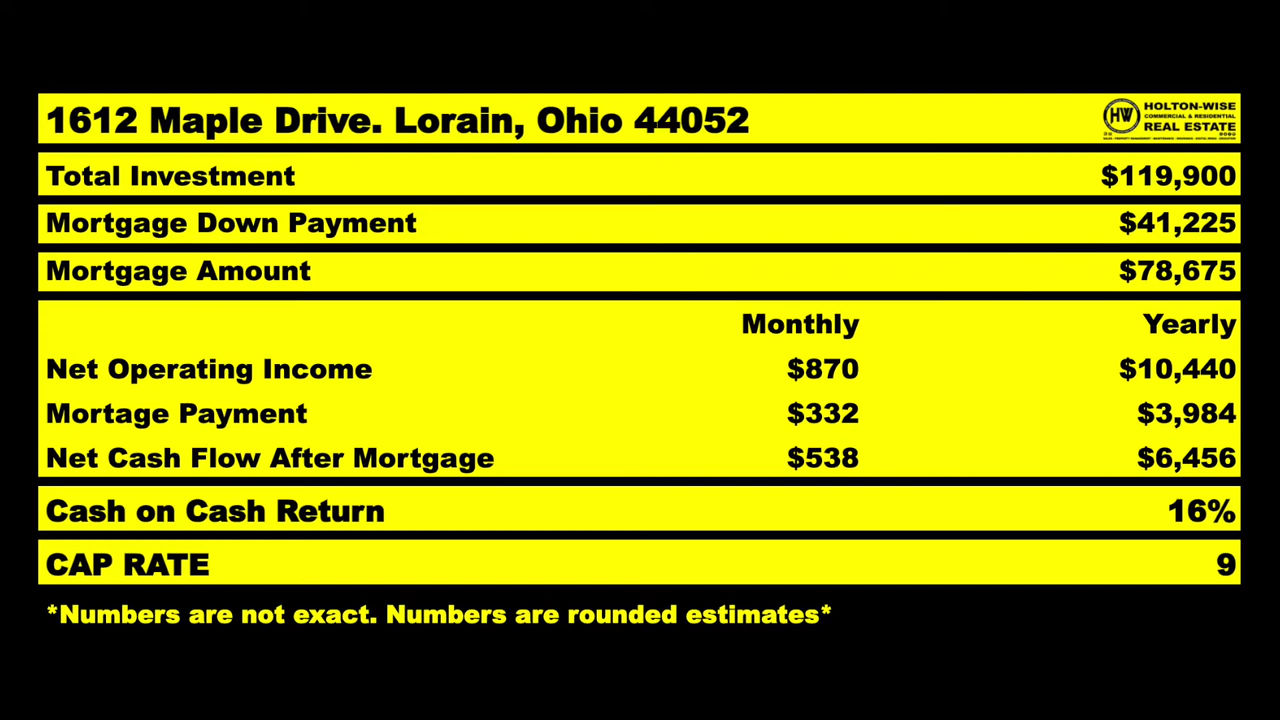 1612 Maple Drive. Lorain, Ohio 44052
HW HOLTON-WISE
COMMERCIAL & RESIDENTIAL
REAL ESTATE
Total Investment $119,900
Mortgage Down Payment $41,225
Mortgage Amount $78,675
Monthly Yearly
Net Operating Income $870 $10,440
Mortage Payment $332 $3,984
Net Cash Flow After Mortgage $538 $6,456
Cash on Cash Return 16%
CAP RATE 9
*Numbers are not exact. Numbers are rounded estimates*